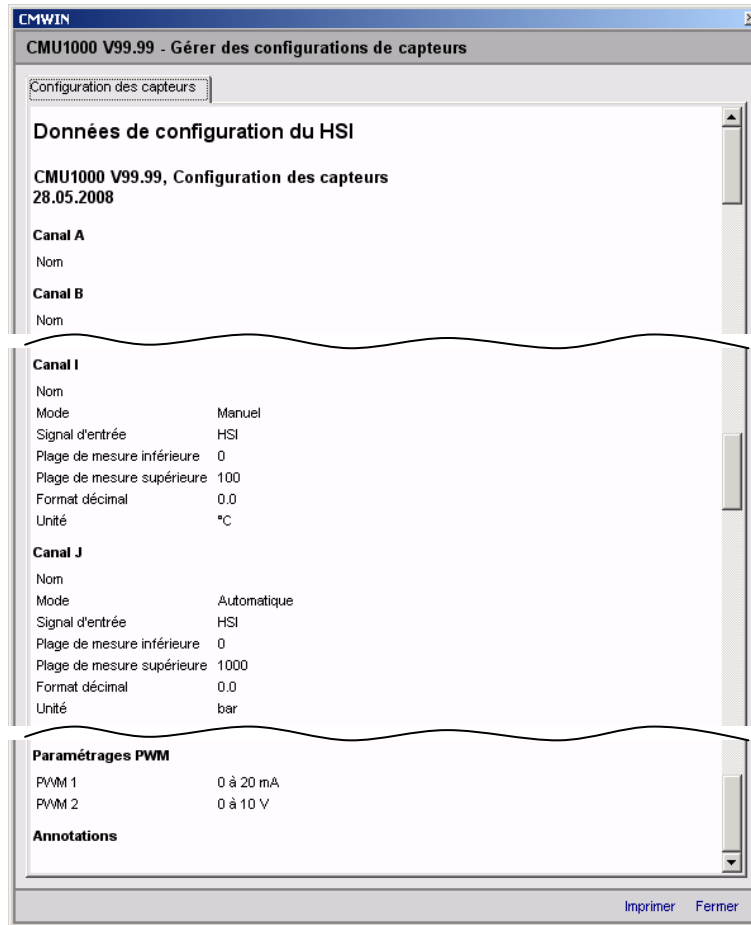 CMWIN
CMU1000 V99.99 - Gérer des configurations de capteurs
Configuration des capteurs
Données de configuration du HSI
CMU1000 V99.99, Configuration des capteurs
28.05.2008
Canal A
Nom
Canal B
Nom
Canal I
Nom
Mode Manuel
Signal d'entrée HSI
Plage de mesure inférieure 0
Plage de mesure supérieure 100
Format décimal 0.0
Unité °C
Canal J
Nom
Mode Automatique
Signal d'entrée HSI
Plage de mesure inférieure 0
Plage de mesure supérieure 1000
Format décimal 0.0
Unité bar
Paramétrages PWM
PWM 1 0 à 20 mA
PWM 2 0 à 10 V
Annotations
Imprimer Fermer